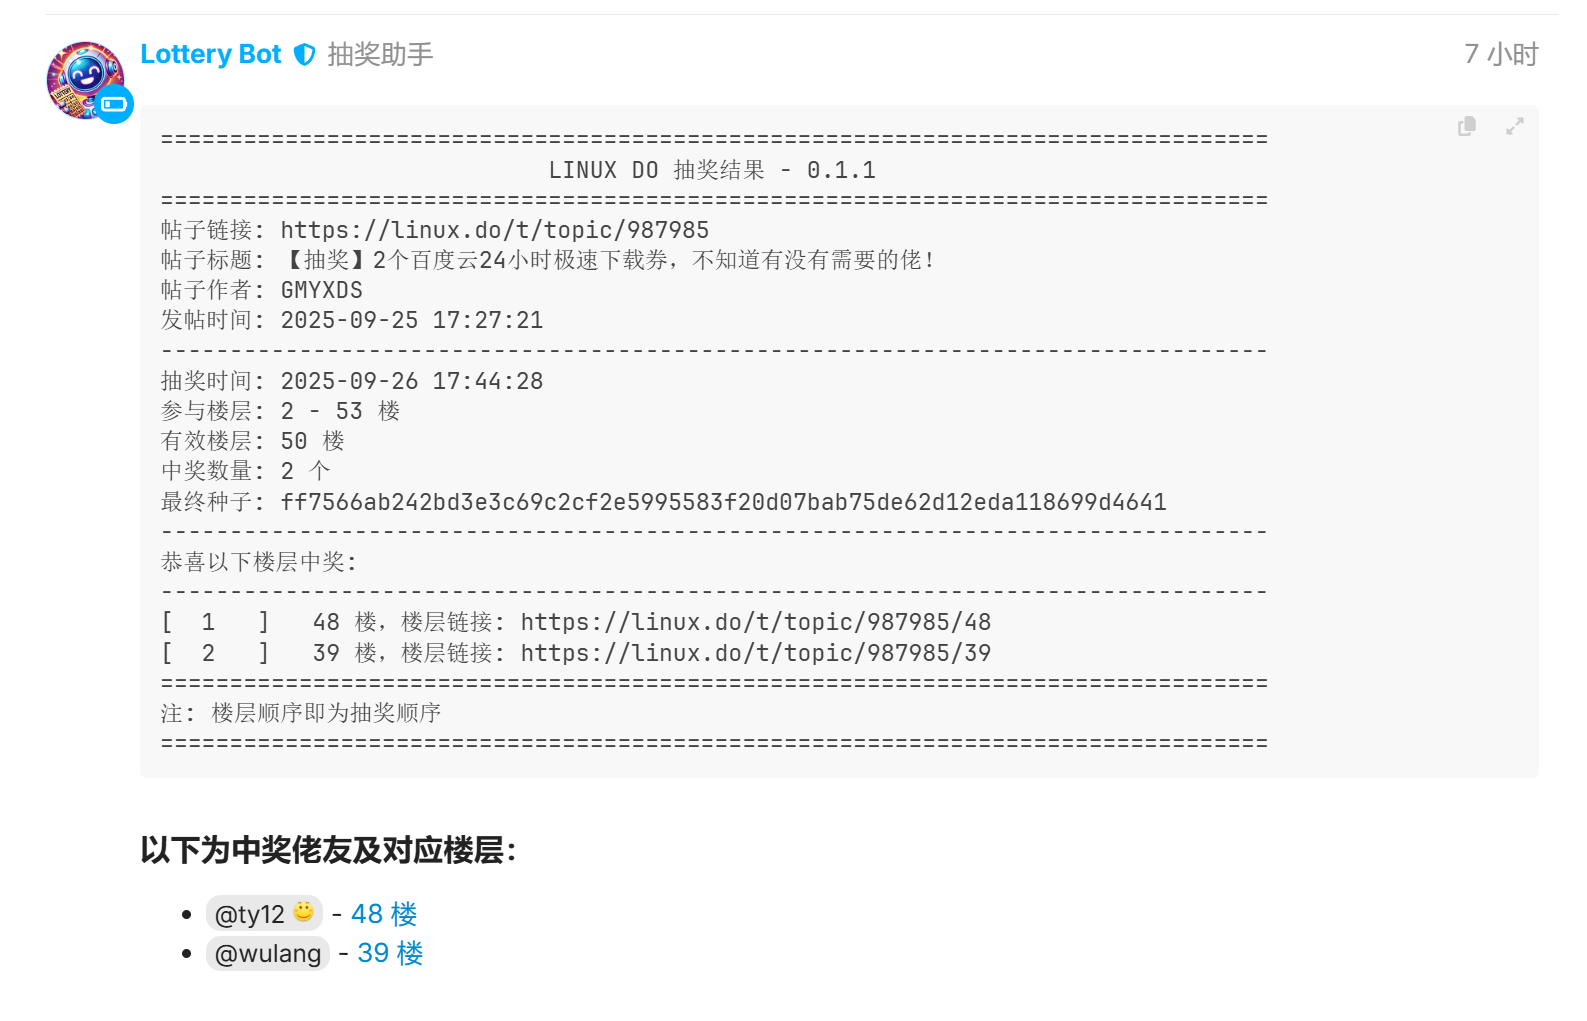 Lottery Bot 抽奖助手 7 小时
================================================================================
LINUX DO 抽奖结果 - 0.1.1
================================================================================
帖子链接: https://linux.do/t/topic/987985
帖子标题: 【抽奖】2个百度云24小时极速下载券，不知道有没有需要的佬！
帖子作者: GMYXDS
发帖时间: 2025-09-25 17:27:21
--------------------------------------------------------------------------------
抽奖时间: 2025-09-26 17:44:28
参与楼层: 2 - 53 楼
有效楼层: 50 楼
中奖数量: 2 个
最终种子: ff7566ab242bd3e3c69c2cf2e5995583f20d07bab75de62d12eda118699d4641
--------------------------------------------------------------------------------
恭喜以下楼层中奖:
--------------------------------------------------------------------------------
[  1   ]   48 楼，楼层链接: https://linux.do/t/topic/987985/48
[  2   ]   39 楼，楼层链接: https://linux.do/t/topic/987985/39
================================================================================
注: 楼层顺序即为抽奖顺序
================================================================================
以下为中奖佬友及对应楼层：
• @ty12 😊 - 48 楼
• @wulang - 39 楼